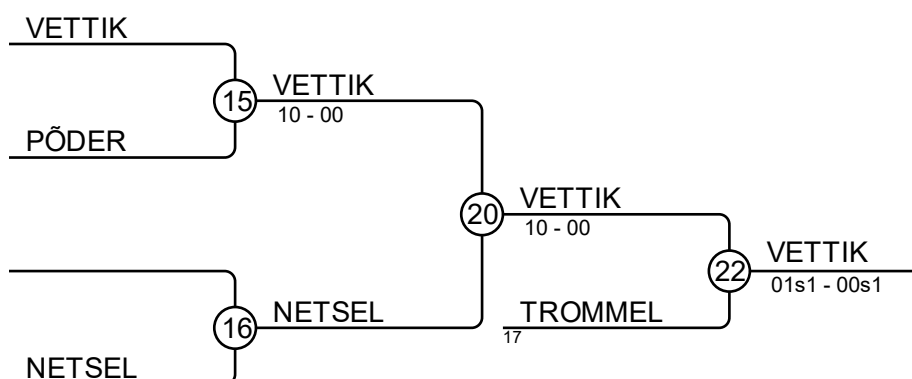 VETTIK
15
VETTIK
10 - 00
PÕDER
20
VETTIK
10 - 00
22
VETTIK
01s1 - 00s1
16
NETSEL
TROMMEL
17
NETSEL